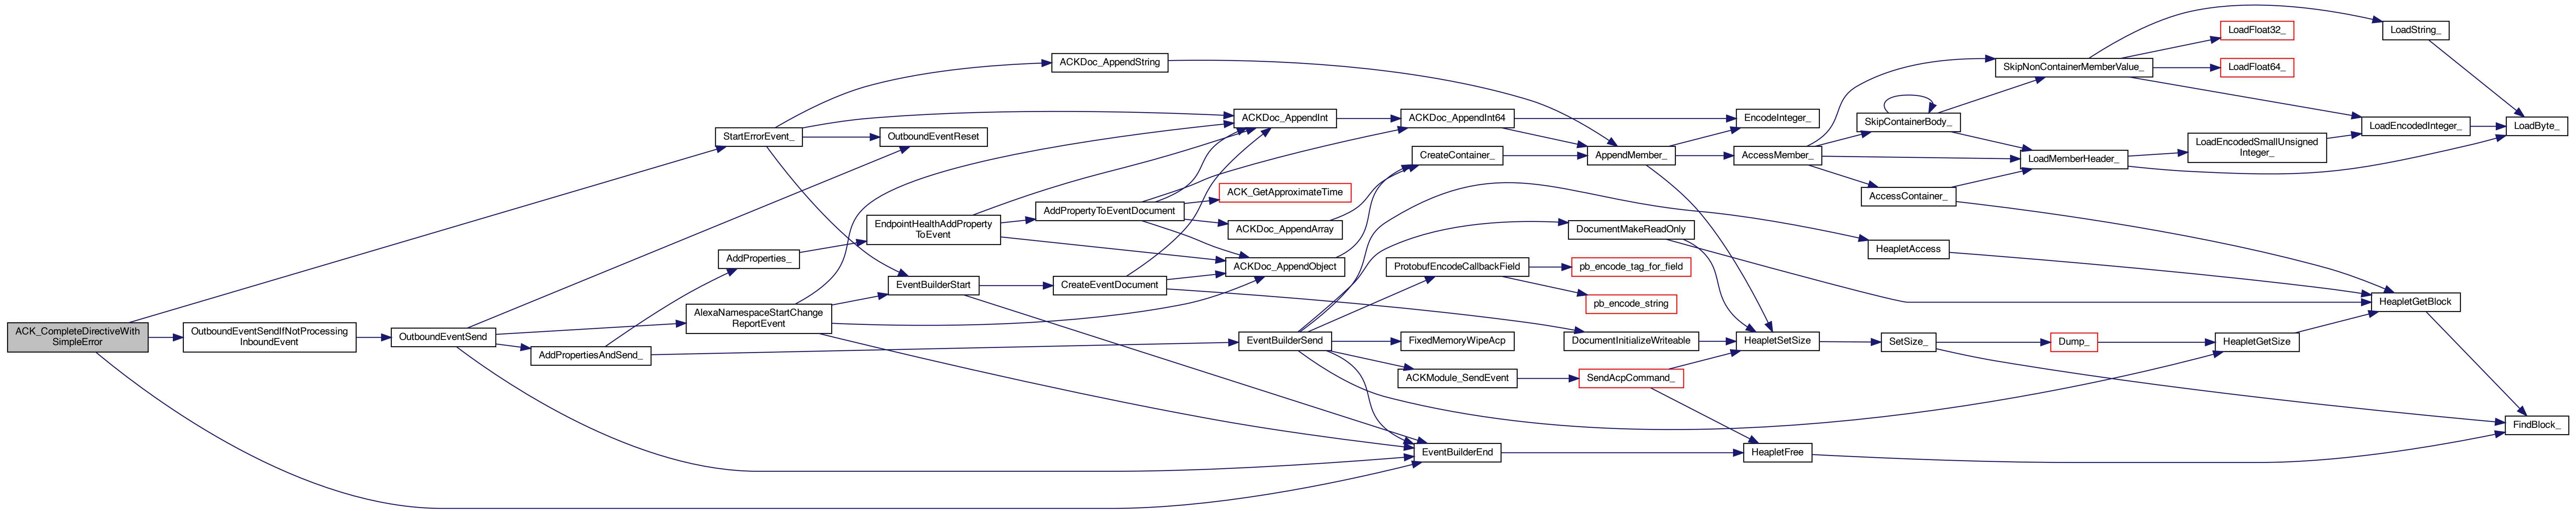 ACK_CompleteDirectiveWith
SimpleError
OutboundEventSendIfNotProcessing
InboundEvent
OutboundEventSend
AddPropertiesAndSend_
StartErrorEvent_
AddProperties_
AlexaNamespaceStartChange
ReportEvent
OutboundEventReset
EndpointHealthAddProperty
ToEvent
EventBuilderStart
ACKDoc_AppendString
AddPropertyToEventDocument
CreateEventDocument
ACKDoc_AppendInt
ACK_GetApproximateTime
ACKDoc_AppendArray
ACKDoc_AppendObject
EventBuilderSend
ACKDoc_AppendInt64
CreateContainer_
ProtobufEncodeCallbackField
FixedMemoryWipeAcp
ACKModule_SendEvent
EventBuilderEnd
AppendMember_
DocumentMakeReadOnly
pb_encode_tag_for_field
pb_encode_string
DocumentInitializeWriteable
SendAcpCommand_
EncodeInteger_
AccessMember_
HeapletSetSize
HeapletFree
SkipContainerBody_
AccessContainer_
HeapletAccess
SetSize_
SkipNonContainerMemberValue_
LoadMemberHeader_
Dump_
LoadFloat32_
LoadFloat64_
LoadEncodedSmallUnsigned
Integer_
HeapletGetSize
LoadString_
LoadEncodedInteger_
HeapletGetBlock
LoadByte_
FindBlock_